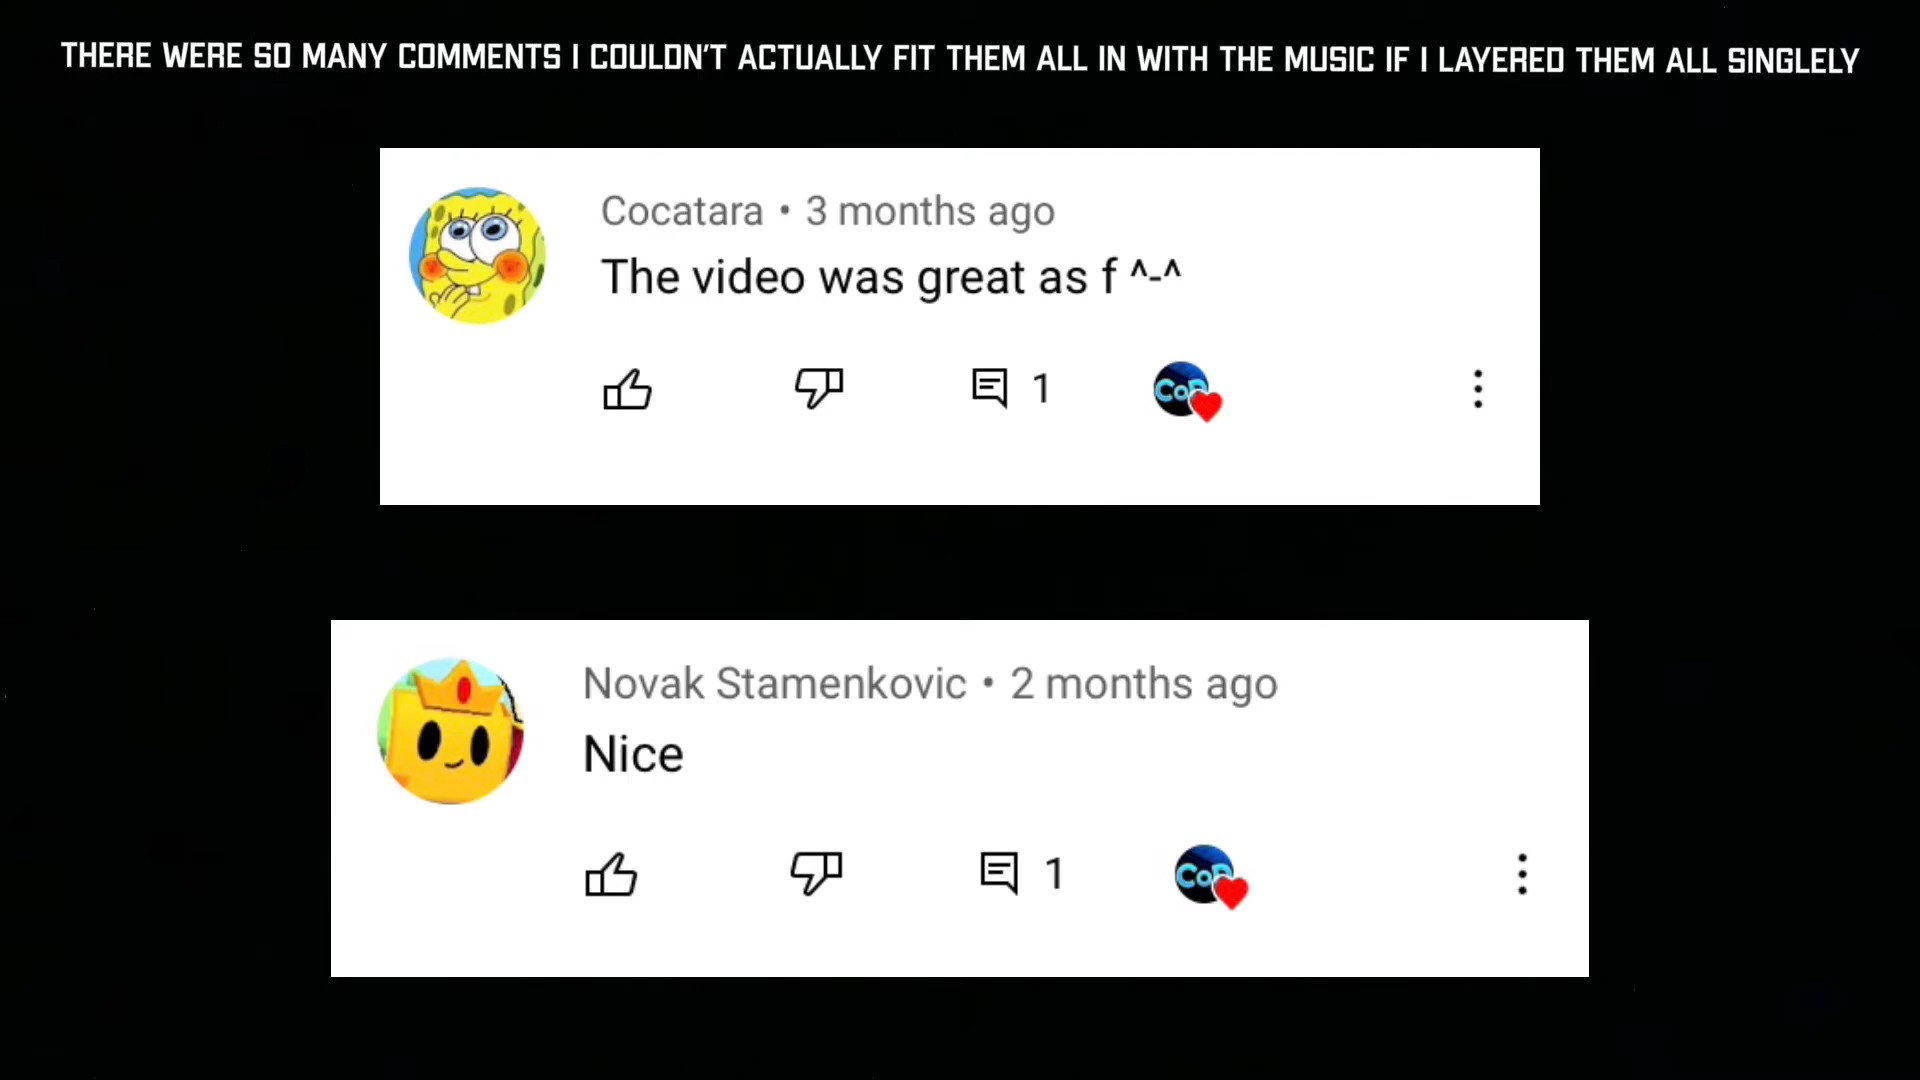 THERE WERE SO MANY COMMENTS I COULDN'T ACTUALLY FIT THEM ALL IN WITH THE MUSIC IF I LAYERED THEM ALL SINGLELY
Cocatara • 3 months ago
The video was great as f ^-^
1
Novak Stamenkovic • 2 months ago
Nice
1